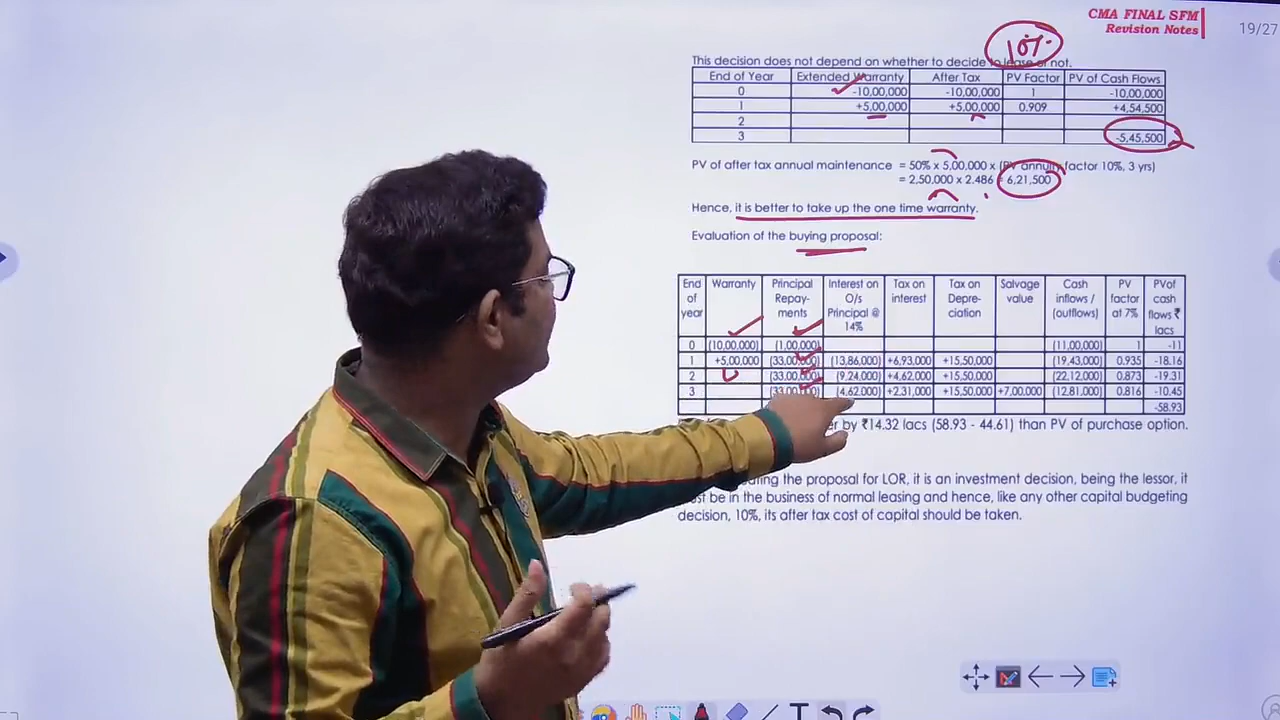 CMA FINAL SFM
Revision Notes
19/27
10%
This decision does not depend on whether to decide to lease or not.
End of Year Extended Warranty After Tax PV Factor PV of Cash Flows
0 -10,00,000 -10,00,000 1 -10,00,000
1 +5,00,000 +5,00,000 0.909 +4,54,500
2
3 -5,45,500
PV of after tax annual maintenance = 50% x 5,00,000 x (PV annuity factor 10%, 3 yrs)
= 2,50,000 x 2.486 = 6,21,500
Hence, it is better to take up the one time warranty.
Evaluation of the buying proposal:
End of year Warranty Principal Repay-ments Interest on O/s Principal @ 14% Tax on interest Tax on Depre-ciation Salvage value Cash inflows / (outflows) PV factor at 7% PVof cash flows ₹ lacs
0 (10,00,000) (1,00,000) (11,00,000) 1 -11
1 +5,00,000 (33,00,000) (13,86,000) +6,93,000 +15,50,000 (19,43,000) 0.935 -18.16
2 (33,00,000) (9,24,000) +4,62,000 +15,50,000 (22,12,000) 0.873 -19.31
3 (33,00,000) (4,62,000) +2,31,000 +15,50,000 +7,00,000 (12,81,000) 0.816 -10.45
-58.93
by ₹14.32 lacs (58.93 - 44.61) than PV of purchase option.
the proposal for LOR, it is an investment decision, being the lessor, it
be in the business of normal leasing and hence, like any other capital budgeting
decision, 10%, its after tax cost of capital should be taken.
T